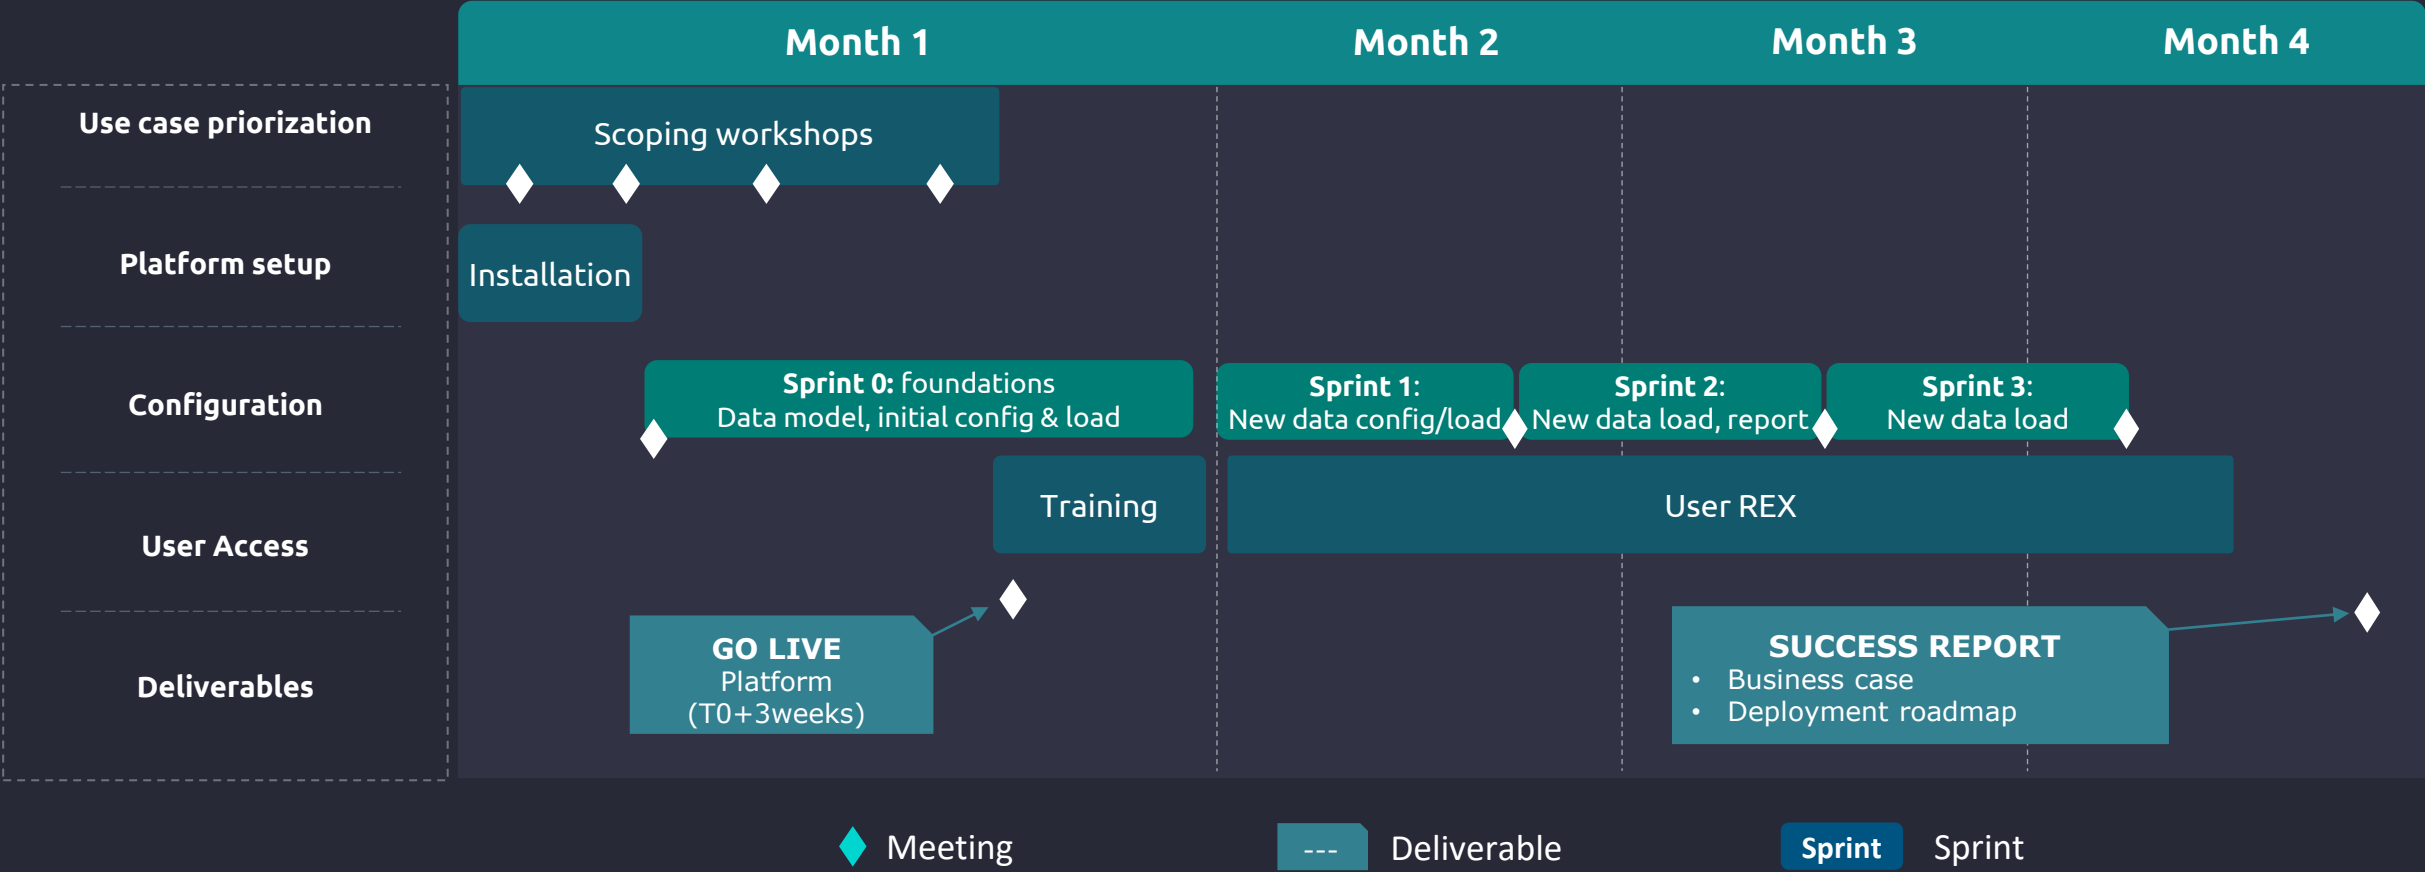 Month 1
Month 2
Month 3
Month 4
Use case priorization
Scoping workshops
Platform setup
Installation
Configuration
Sprint 0: foundations
Data model, initial config & load
Sprint 1:
New data config/load
Sprint 2:
New data load, report
Sprint 3:
New data load
User Access
Training
User REX
Deliverables
GO LIVE
Platform
(T0+3weeks)
SUCCESS REPORT
• Business case
• Deployment roadmap
Meeting
---
Deliverable
Sprint
Sprint